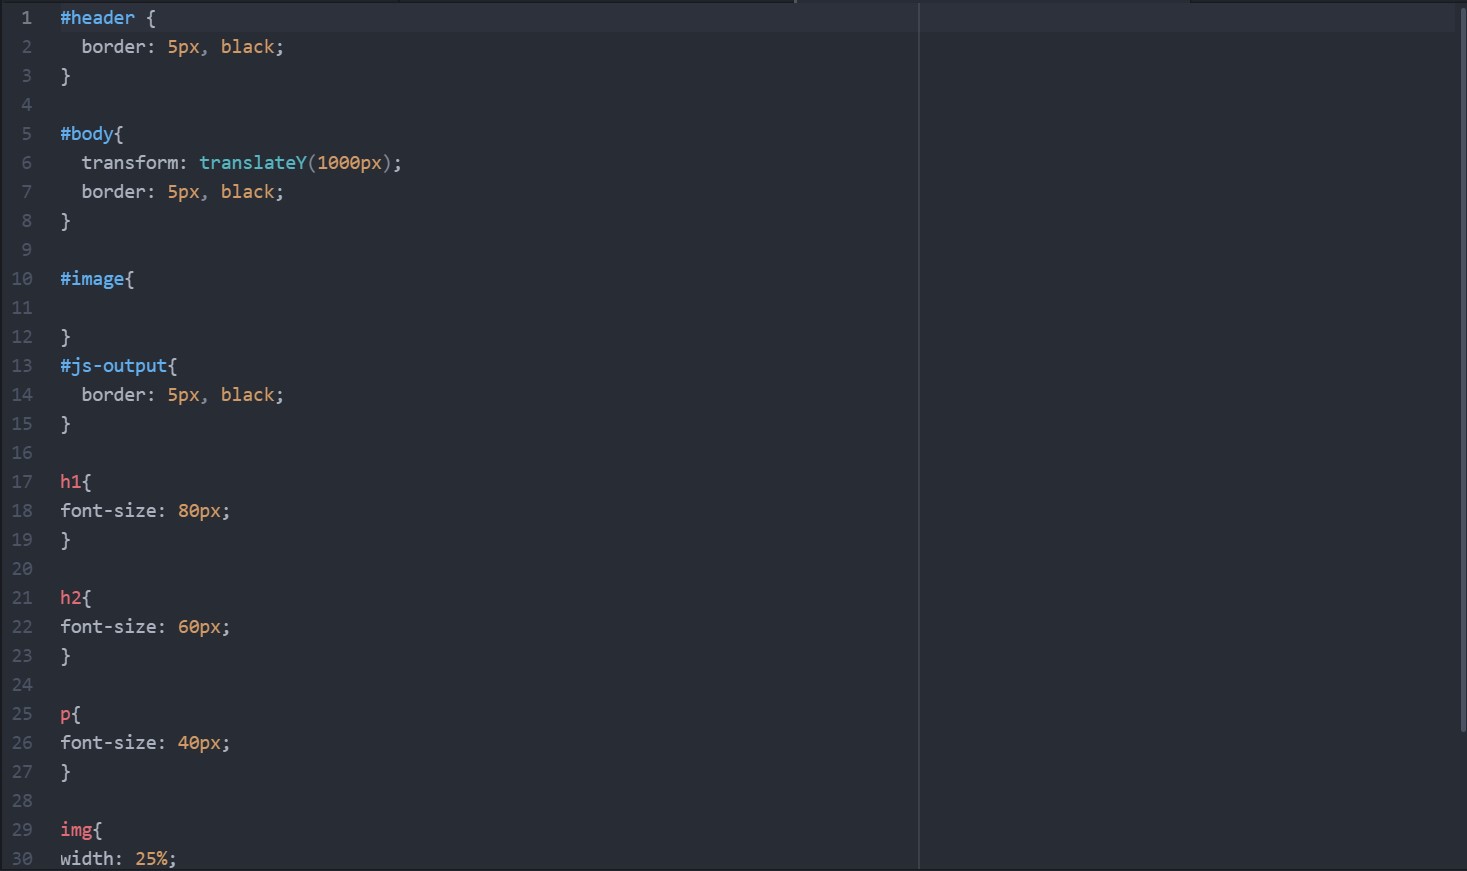 1 #header {
2 border: 5px, black;
3 }
4
5 #body{
6 transform: translateY(1000px);
7 border: 5px, black;
8 }
9
10 #image{
11
12 }
13 #js-output{
14 border: 5px, black;
15 }
16
17 h1{
18 font-size: 80px;
19 }
20
21 h2{
22 font-size: 60px;
23 }
24
25 p{
26 font-size: 40px;
27 }
28
29 img{
30 width: 25%;